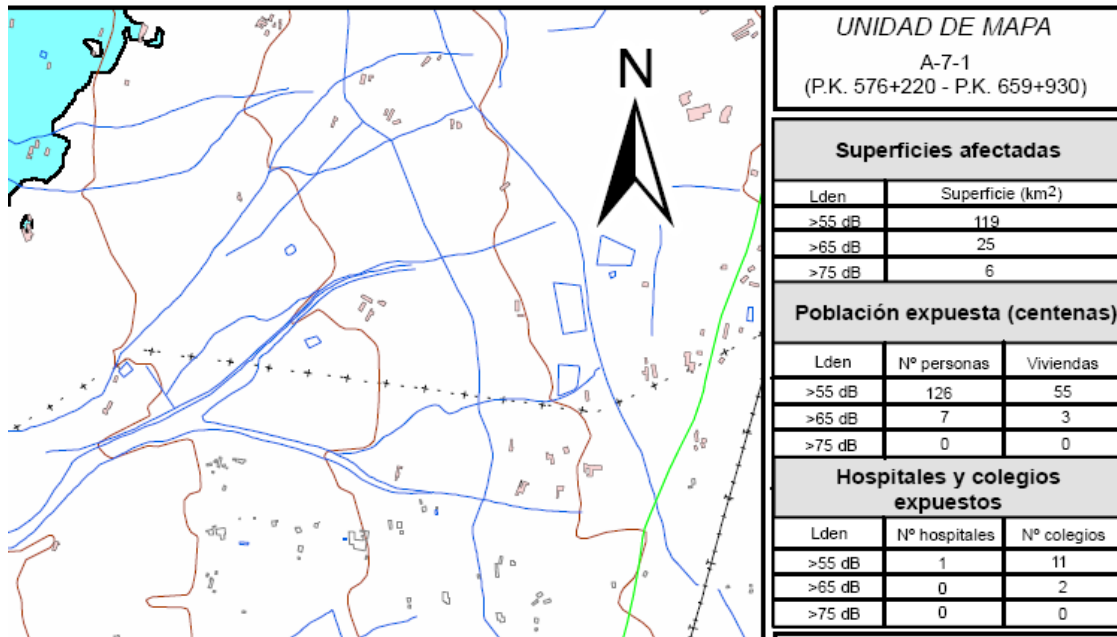 N
UNIDAD DE MAPA
A-7-1
(P.K. 576+220 - P.K. 659+930)
Superficies afectadas
Lden Superficie (km²)
>55 dB 119
>65 dB 25
>75 dB 6
Población expuesta (centenas)
Lden Nº personas Viviendas
>55 dB 126 55
>65 dB 7 3
>75 dB 0 0
Hospitales y colegios
expuestos
Lden Nº hospitales Nº colegios
>55 dB 1 11
>65 dB 0 2
>75 dB 0 0